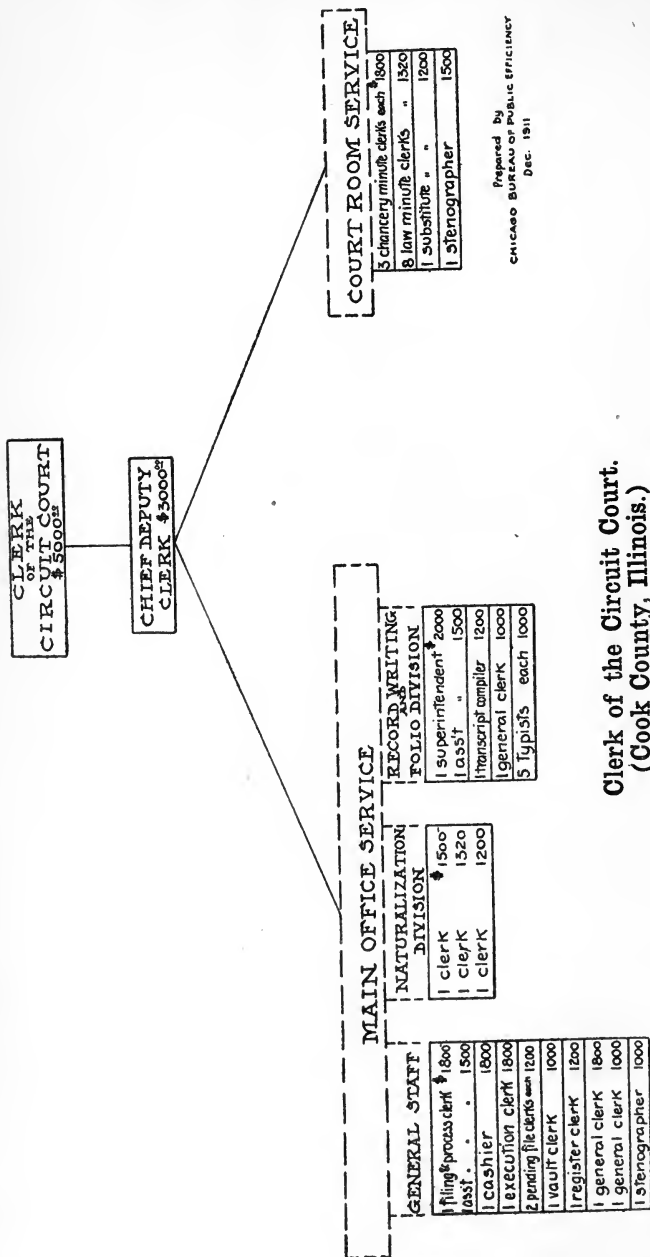 CLERK
OF THE
CIRCUIT COURT
$5000.00
CHIEF DEPUTY
CLERK $3000.00
MAIN OFFICE SERVICE
GENERAL STAFF
1 filing & process clerk $1800
1 asst. " " " 1500
1 cashier 1800
1 execution clerk 1800
2 pending file clerks each 1200
1 vault clerk 1000
1 register clerk 1200
1 general clerk 1800
1 general clerk 1000
1 stenographer 1000
NATURALIZATION
DIVISION
1 clerk $1500
1 clerk 1320
1 clerk 1200
RECORD WRITING
AND
FOLIO DIVISION
1 superintendent $2000
1 ass't " 1500
1 transcript compiler 1200
1 general clerk 1000
5 Typists each 1000
COURT ROOM SERVICE
3 chancery minute clerks each $1800
8 law minute clerks " 1320
1 substitute " " 1200
1 stenographer 1500
Prepared by
CHICAGO BUREAU OF PUBLIC EFFICIENCY
Dec. 1911
Clerk of the Circuit Court.
(Cook County, Illinois.)